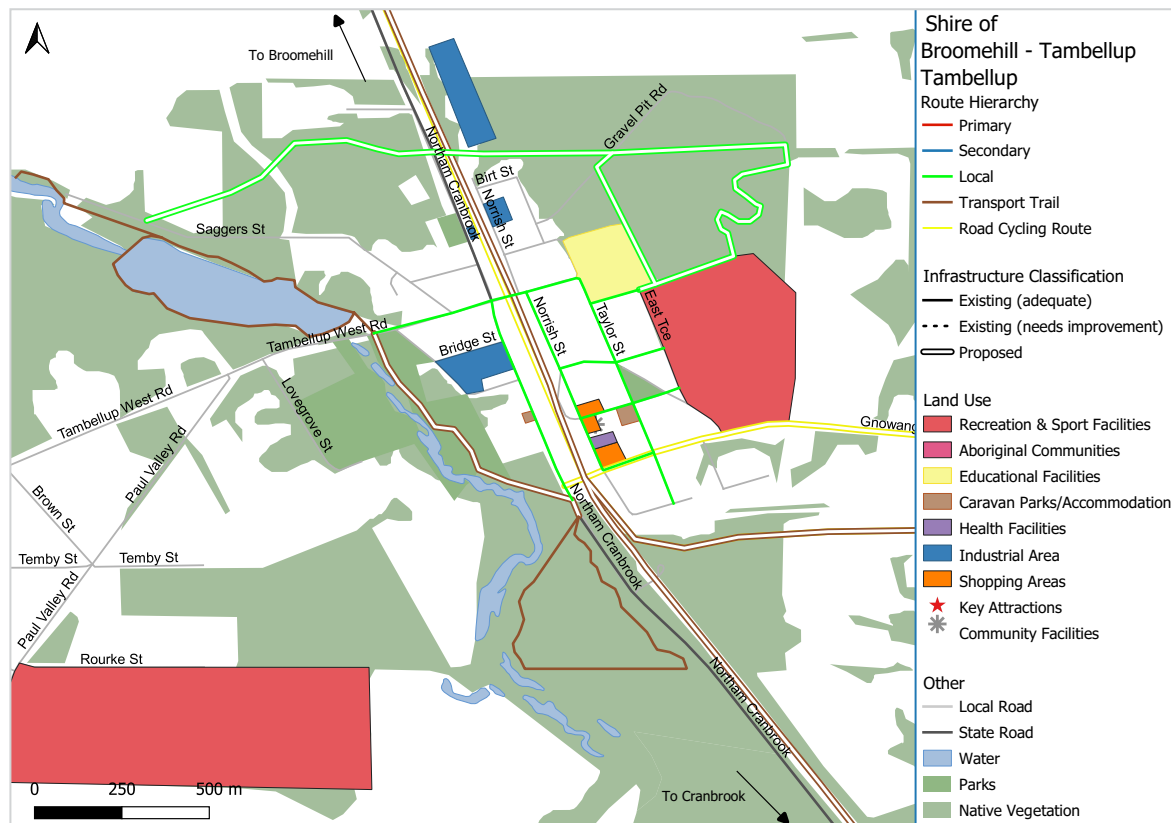 Shire of
Broomehill - Tambellup
Tambellup
Route Hierarchy
Primary
Secondary
Local
Transport Trail
Road Cycling Route
Infrastructure Classification
Existing (adequate)
Existing (needs improvement)
Proposed
Land Use
Recreation & Sport Facilities
Aboriginal Communities
Educational Facilities
Caravan Parks/Accommodation
Health Facilities
Industrial Area
Shopping Areas
Key Attractions
Community Facilities
Other
Local Road
State Road
Water
Parks
Native Vegetation
To Broomehill
Northam Cranbrook
Gravel Pit Rd
Birt St
Norrish St
Saggers St
Tambellup West Rd
Bridge St
Norrish St
Taylor St
East Tce
Lovegrove St
Tambellup West Rd
Paul Valley Rd
Gnowang
Brown St
Northam Cranbrook
Temby St
Temby St
Paul Valley Rd
Rourke St
Northam Cranbrook
0 250 500 m
To Cranbrook